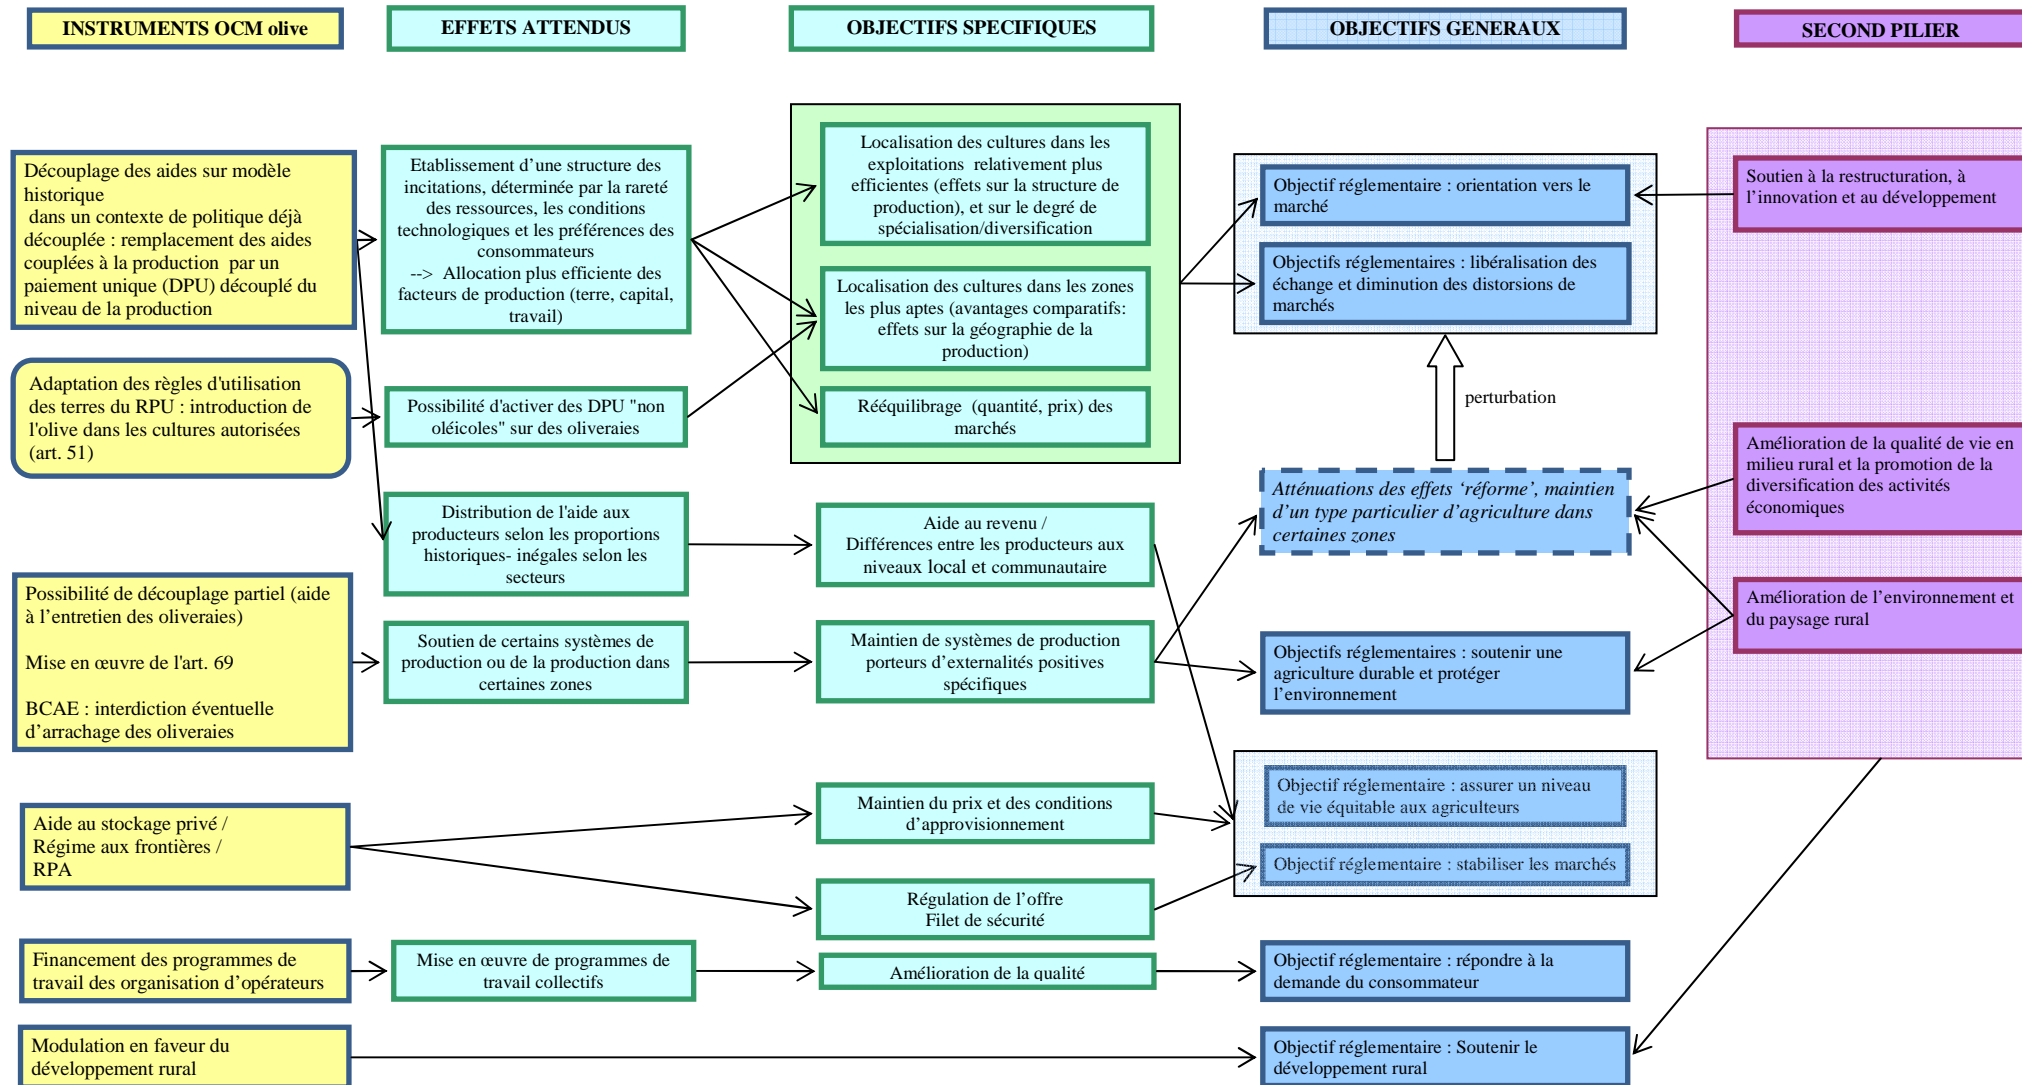 INSTRUMENTS OCM olive
EFFETS ATTENDUS
OBJECTIFS SPECIFIQUES
OBJECTIFS GENERAUX
SECOND PILIER
Découplage des aides sur modèle
historique
dans un contexte de politique déjà
découplée : remplacement des aides
couplées à la production par un
paiement unique (DPU) découplé du
niveau de la production
Adaptation des règles d'utilisation
des terres du RPU : introduction de
l'olive dans les cultures autorisées
(art. 51)
Possibilité de découplage partiel (aide
à l’entretien des oliveraies)
Mise en œuvre de l'art. 69
BCAE : interdiction éventuelle
d’arrachage des oliveraies
Aide au stockage privé /
Régime aux frontières /
RPA
Financement des programmes de
travail des organisation d’opérateurs
Modulation en faveur du
développement rural
Etablissement d’une structure des
incitations, déterminée par la rareté
des ressources, les conditions
technologiques et les préférences des
consommateurs
--> Allocation plus efficiente des
facteurs de production (terre, capital,
travail)
Possibilité d'activer des DPU "non
oléicoles" sur des oliveraies
Distribution de l'aide aux
producteurs selon les proportions
historiques- inégales selon les
secteurs
Soutien de certains systèmes de
production ou de la production dans
certaines zones
Mise en œuvre de programmes de
travail collectifs
Localisation des cultures dans les
exploitations relativement plus
efficientes (effets sur la structure de
production), et sur le degré de
spécialisation/diversification
Localisation des cultures dans les zones
les plus aptes (avantages comparatifs:
effets sur la géographie de la
production)
Rééquilibrage (quantité, prix) des
marchés
Aide au revenu /
Différences entre les producteurs aux
niveaux local et communautaire
Maintien de systèmes de production
porteurs d’externalités positives
spécifiques
Maintien du prix et des conditions
d’approvisionnement
Régulation de l’offre
Filet de sécurité
Amélioration de la qualité
Objectif réglementaire : orientation vers le
marché
Objectifs réglementaires : libéralisation des
échange et diminution des distorsions de
marchés
perturbation
Atténuations des effets ‘réforme’, maintien
d’un type particulier d’agriculture dans
certaines zones
Objectifs réglementaires : soutenir une
agriculture durable et protéger
l’environnement
Objectif réglementaire : assurer un niveau
de vie équitable aux agriculteurs
Objectif réglementaire : stabiliser les marchés
Objectif réglementaire : répondre à la
demande du consommateur
Objectif réglementaire : Soutenir le
développement rural
Soutien à la restructuration, à
l’innovation et au développement
Amélioration de la qualité de vie en
milieu rural et la promotion de la
diversification des activités
économiques
Amélioration de l’environnement et
du paysage rural